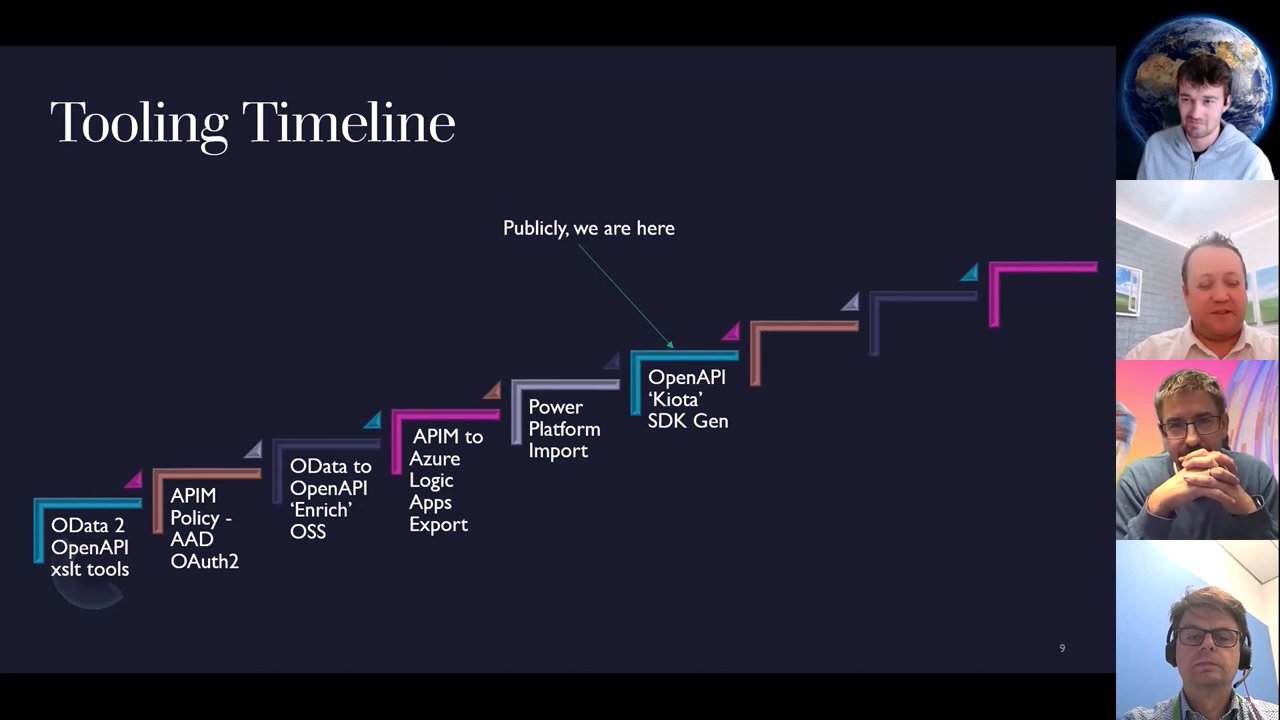 Tooling Timeline
Publicly, we are here
OData 2
OpenAPI
xslt tools
APIM
Policy -
AAD
OAuth2
OData to
OpenAPI
‘Enrich’
OSS
APIM to
Azure
Logic
Apps
Export
Power
Platform
Import
OpenAPI
‘Kiota’
SDK Gen
9